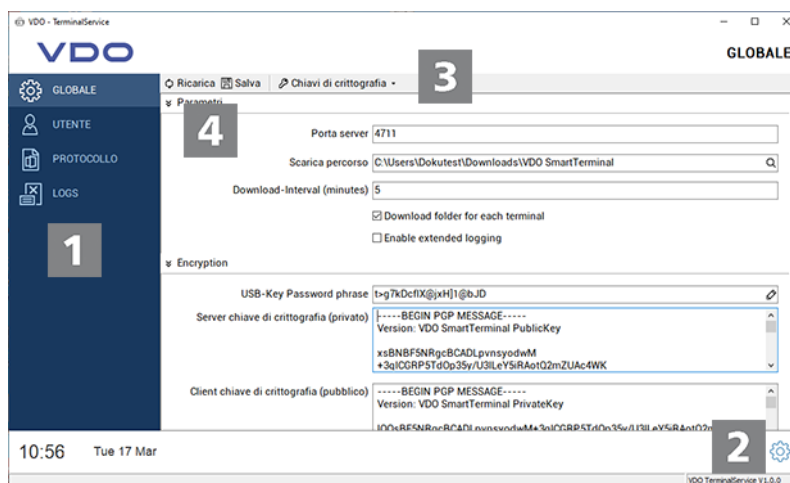 VDO - TerminalService
VDO
GLOBALE
GLOBALE
UTENTE
PROTOCOLLO
LOGS
1
Ricarica Salva Chiavi di crittografia
3
Parametri
4
Porta server 4711
Scarica percorso C:\Users\Dokutest\Downloads\VDO SmartTerminal
Download-Interval (minutes) 5
Download folder for each terminal
Enable extended logging
Encryption
USB-Key Password phrase t>g7kDcfIX@jxH]1@bJD
Server chiave di crittografia (privato) -----BEGIN PGP MESSAGE-----
Version: VDO SmartTerminal PublicKey
xsBNBF5NRgcBCADLpvnsyodwM
+3qICGRP5TdOp35y/U3ILeY5iRAotQ2mZUAc4WK
Client chiave di crittografia (pubblico) -----BEGIN PGP MESSAGE-----
Version: VDO SmartTerminal PrivateKey
10:56 Tue 17 Mar
2
VDO TerminalService V1.0.0